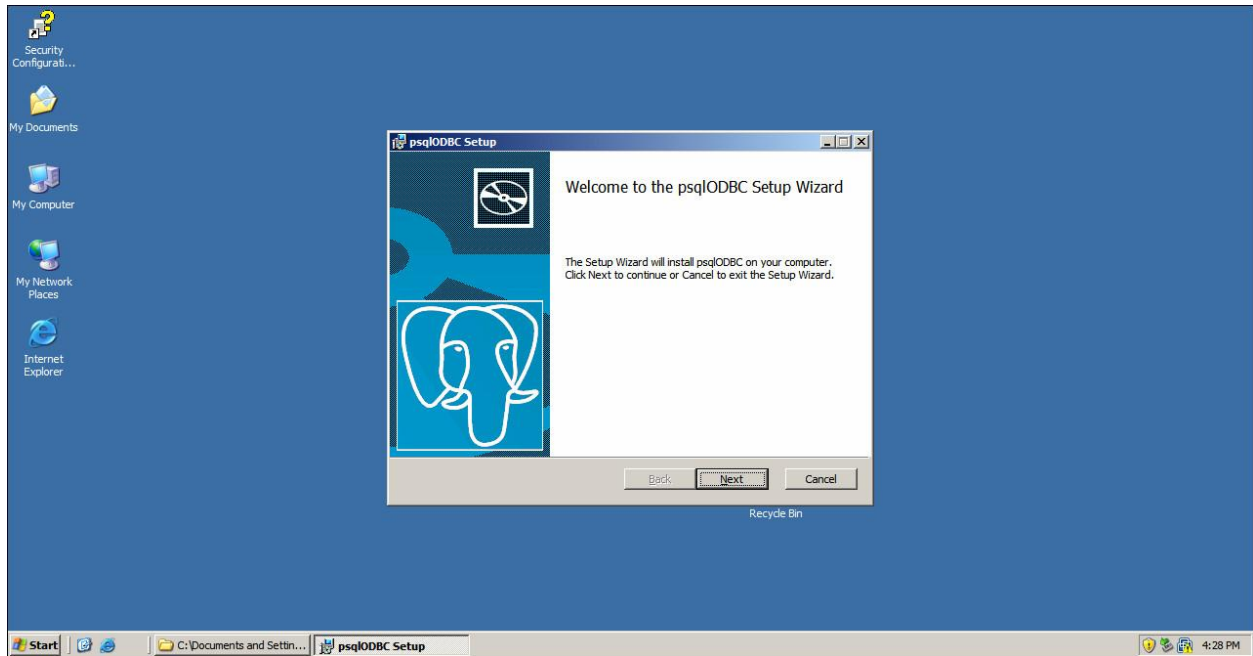 Security
Configurati...
My Documents
My Computer
My Network
Places
Internet
Explorer
psqlODBC Setup
Welcome to the psqlODBC Setup Wizard
The Setup Wizard will install psqlODBC on your computer.
Click Next to continue or Cancel to exit the Setup Wizard.
Back
Next
Cancel
Recycle Bin
Start
C:\Documents and Settin...
psqlODBC Setup
4:28 PM